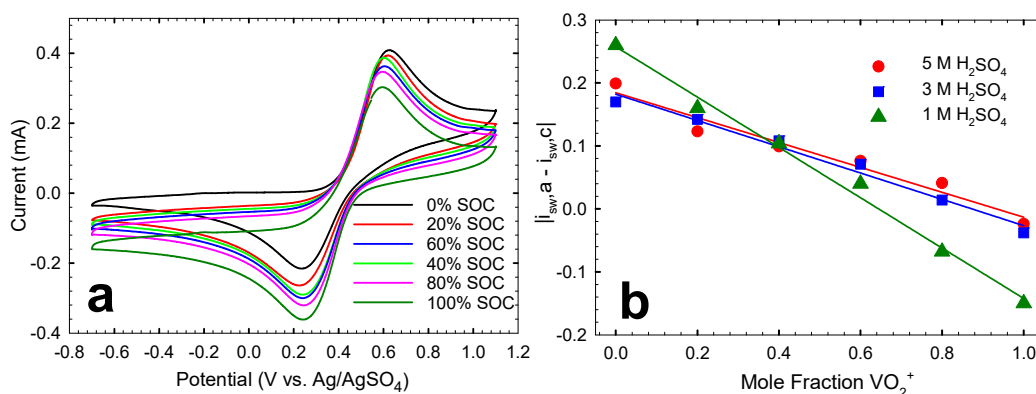 a
Current (mA)
0.4
0.2
0.0
-0.2
-0.4
0% SOC
20% SOC
60% SOC
40% SOC
80% SOC
100% SOC
-0.8 -0.6 -0.4 -0.2 0.0 0.2 0.4 0.6 0.8 1.0 1.2
Potential (V vs. Ag/AgSO4)
b
|isw,a - isw,c|
0.3
0.2
0.1
0.0
-0.1
-0.2
5 M H2SO4
3 M H2SO4
1 M H2SO4
0.0 0.2 0.4 0.6 0.8 1.0
Mole Fraction VO2+